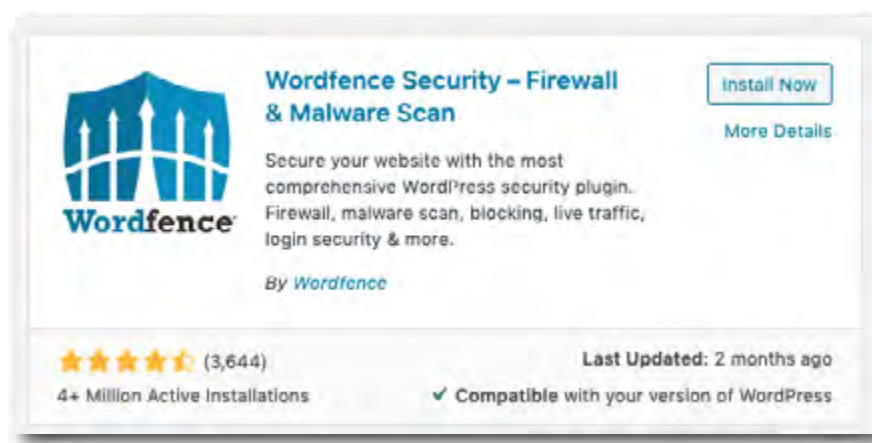 Wordfence Security – Firewall
& Malware Scan
Install Now
More Details
Secure your website with the most
comprehensive WordPress security plugin.
Firewall, malware scan, blocking, live traffic,
login security & more.
By Wordfence
Wordfence
(3,644)
Last Updated: 2 months ago
4+ Million Active Installations
Compatible with your version of WordPress